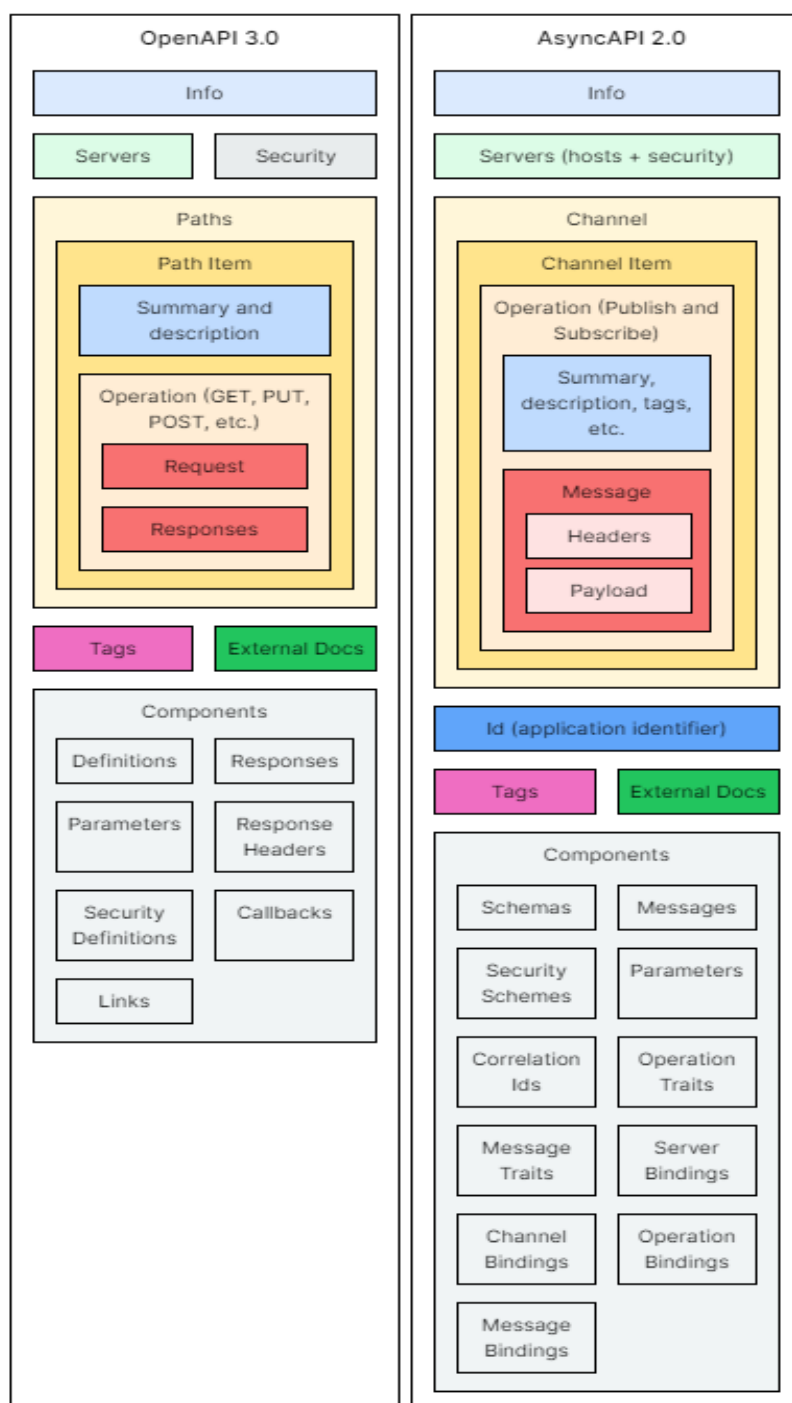 OpenAPI 3.0
Info
Servers
Security
Paths
Path Item
Summary and
description
Operation (GET, PUT,
POST, etc.)
Request
Responses
Tags
External Docs
Components
Definitions
Responses
Parameters
Response
Headers
Security
Definitions
Callbacks
Links
AsyncAPI 2.0
Info
Servers (hosts + security)
Channel
Channel Item
Operation (Publish and
Subscribe)
Summary,
description, tags,
etc.
Message
Headers
Payload
Id (application identifier)
Tags
External Docs
Components
Schemas
Messages
Security
Schemes
Parameters
Correlation
Ids
Operation
Traits
Message
Traits
Server
Bindings
Channel
Bindings
Operation
Bindings
Message
Bindings